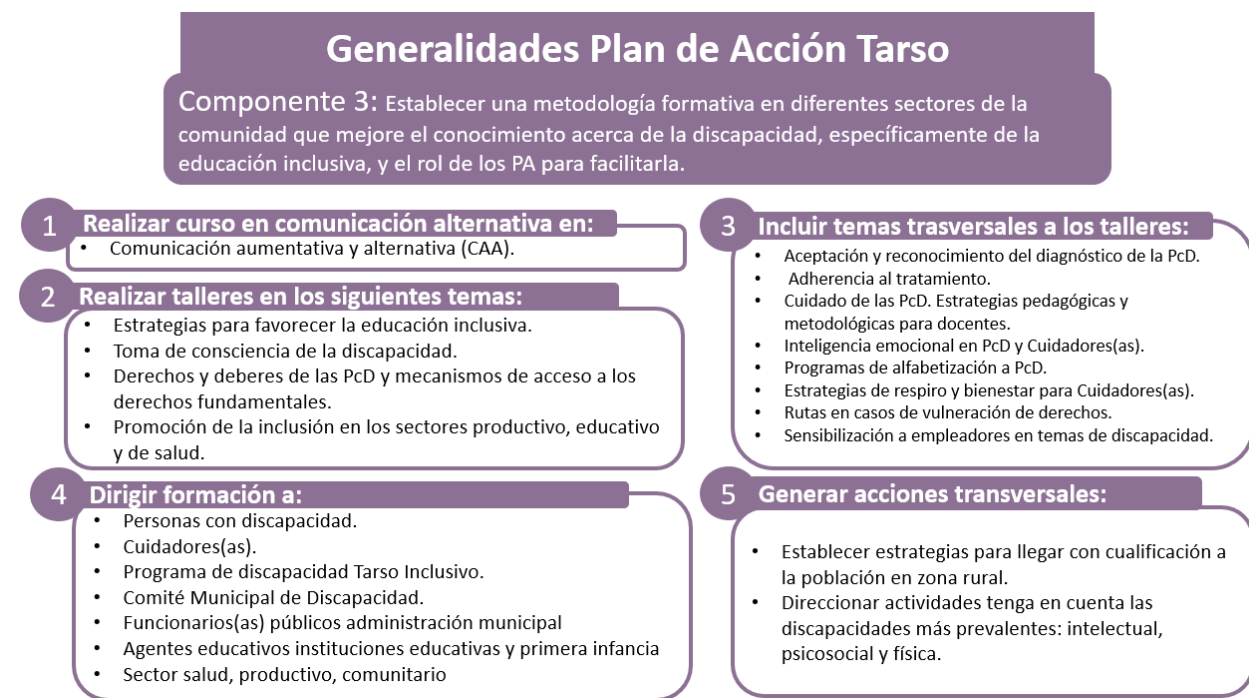 Generalidades Plan de Acción Tarso
Componente 3: Establecer una metodología formativa en diferentes sectores de la
comunidad que mejore el conocimiento acerca de la discapacidad, específicamente de la
educación inclusiva, y el rol de los PA para facilitarla.
1 Realizar curso en comunicación alternativa en:
• Comunicación aumentativa y alternativa (CAA).
2 Realizar talleres en los siguientes temas:
• Estrategias para favorecer la educación inclusiva.
• Toma de consciencia de la discapacidad.
• Derechos y deberes de las PcD y mecanismos de acceso a los
derechos fundamentales.
• Promoción de la inclusión en los sectores productivo, educativo
y de salud.
3 Incluir temas trasversales a los talleres:
• Aceptación y reconocimiento del diagnóstico de la PcD.
• Adherencia al tratamiento.
• Cuidado de las PcD. Estrategias pedagógicas y
metodológicas para docentes.
• Inteligencia emocional en PcD y Cuidadores(as).
• Programas de alfabetización a PcD.
• Estrategias de respiro y bienestar para Cuidadores(as).
• Rutas en casos de vulneración de derechos.
• Sensibilización a empleadores en temas de discapacidad.
4 Dirigir formación a:
• Personas con discapacidad.
• Cuidadores(as).
• Programa de discapacidad Tarso Inclusivo.
• Comité Municipal de Discapacidad.
• Funcionarios(as) públicos administración municipal
• Agentes educativos instituciones educativas y primera infancia
• Sector salud, productivo, comunitario
5 Generar acciones transversales:
• Establecer estrategias para llegar con cualificación a
la población en zona rural.
• Direccionar actividades tenga en cuenta las
discapacidades más prevalentes: intelectual,
psicosocial y física.